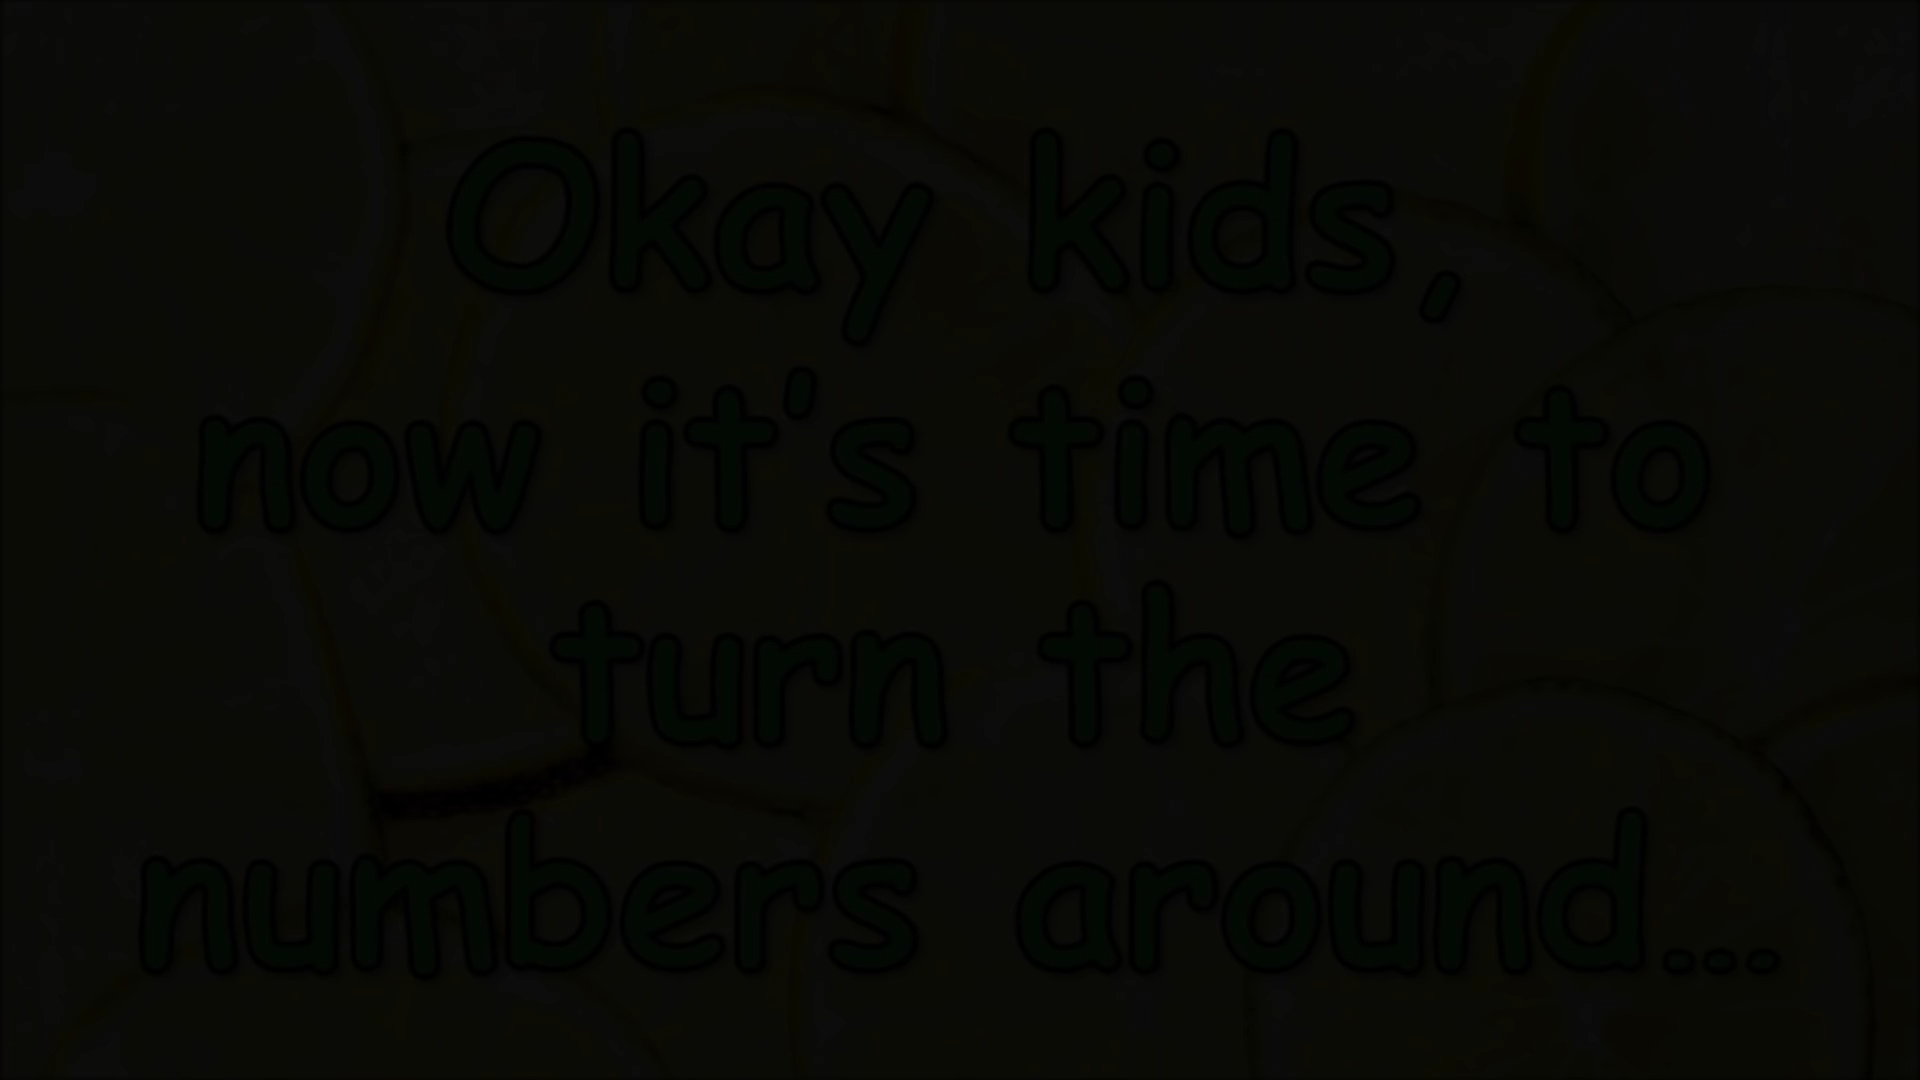 Okay kids,
now it's time to
turn the
numbers around...